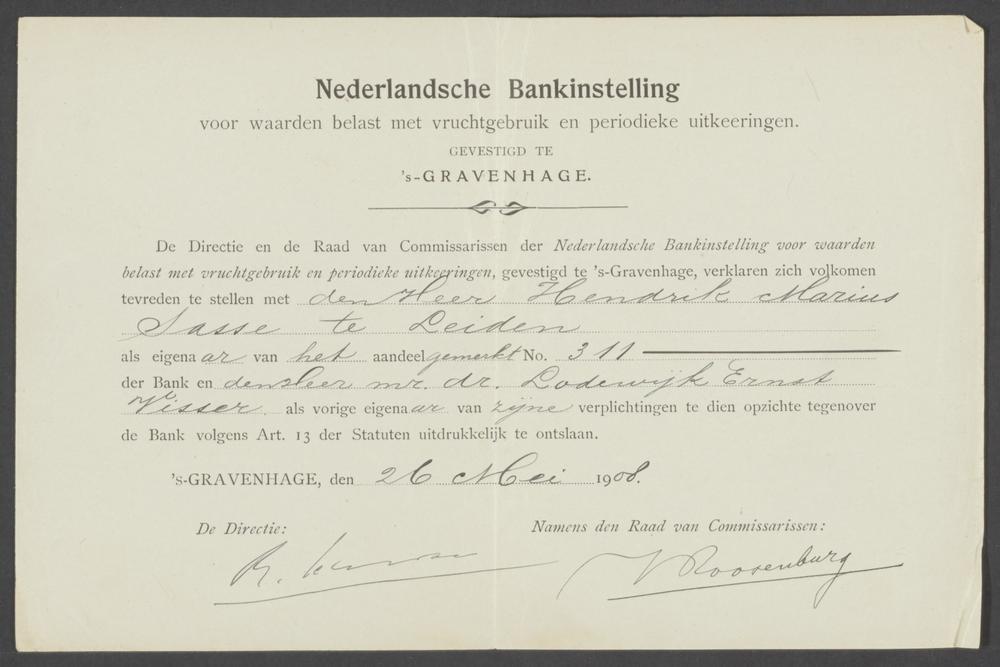 Nederlandsche Bankinstelling
voor waarden belast met vruchtgebruik en periodieke uitkeeringen.
GEVESTIGD TE
's-GRAVENHAGE.
De Directie en de Raad van Commissarissen der Nederlandsche Bankinstelling voor waarden
belast met vruchtgebruik en periodieke uitkeeringen, gevestigd te 's-Gravenhage, verklaren zich volkomen
tevreden te stellen met den Heer Hendrik Marius
Sasse te Leiden
als eigenaar van het aandeel gemerkt No. 311
der Bank en den Heer mr. dr. Lodewijk Ernst
Visser als vorige eigenaar van zijne verplichtingen te dien opzichte tegenover
de Bank volgens Art. 13 der Statuten uitdrukkelijk te ontslaan.
's-GRAVENHAGE, den 26 Mei 1908.
De Directie: Namens den Raad van Commissarissen:
Roosenburg